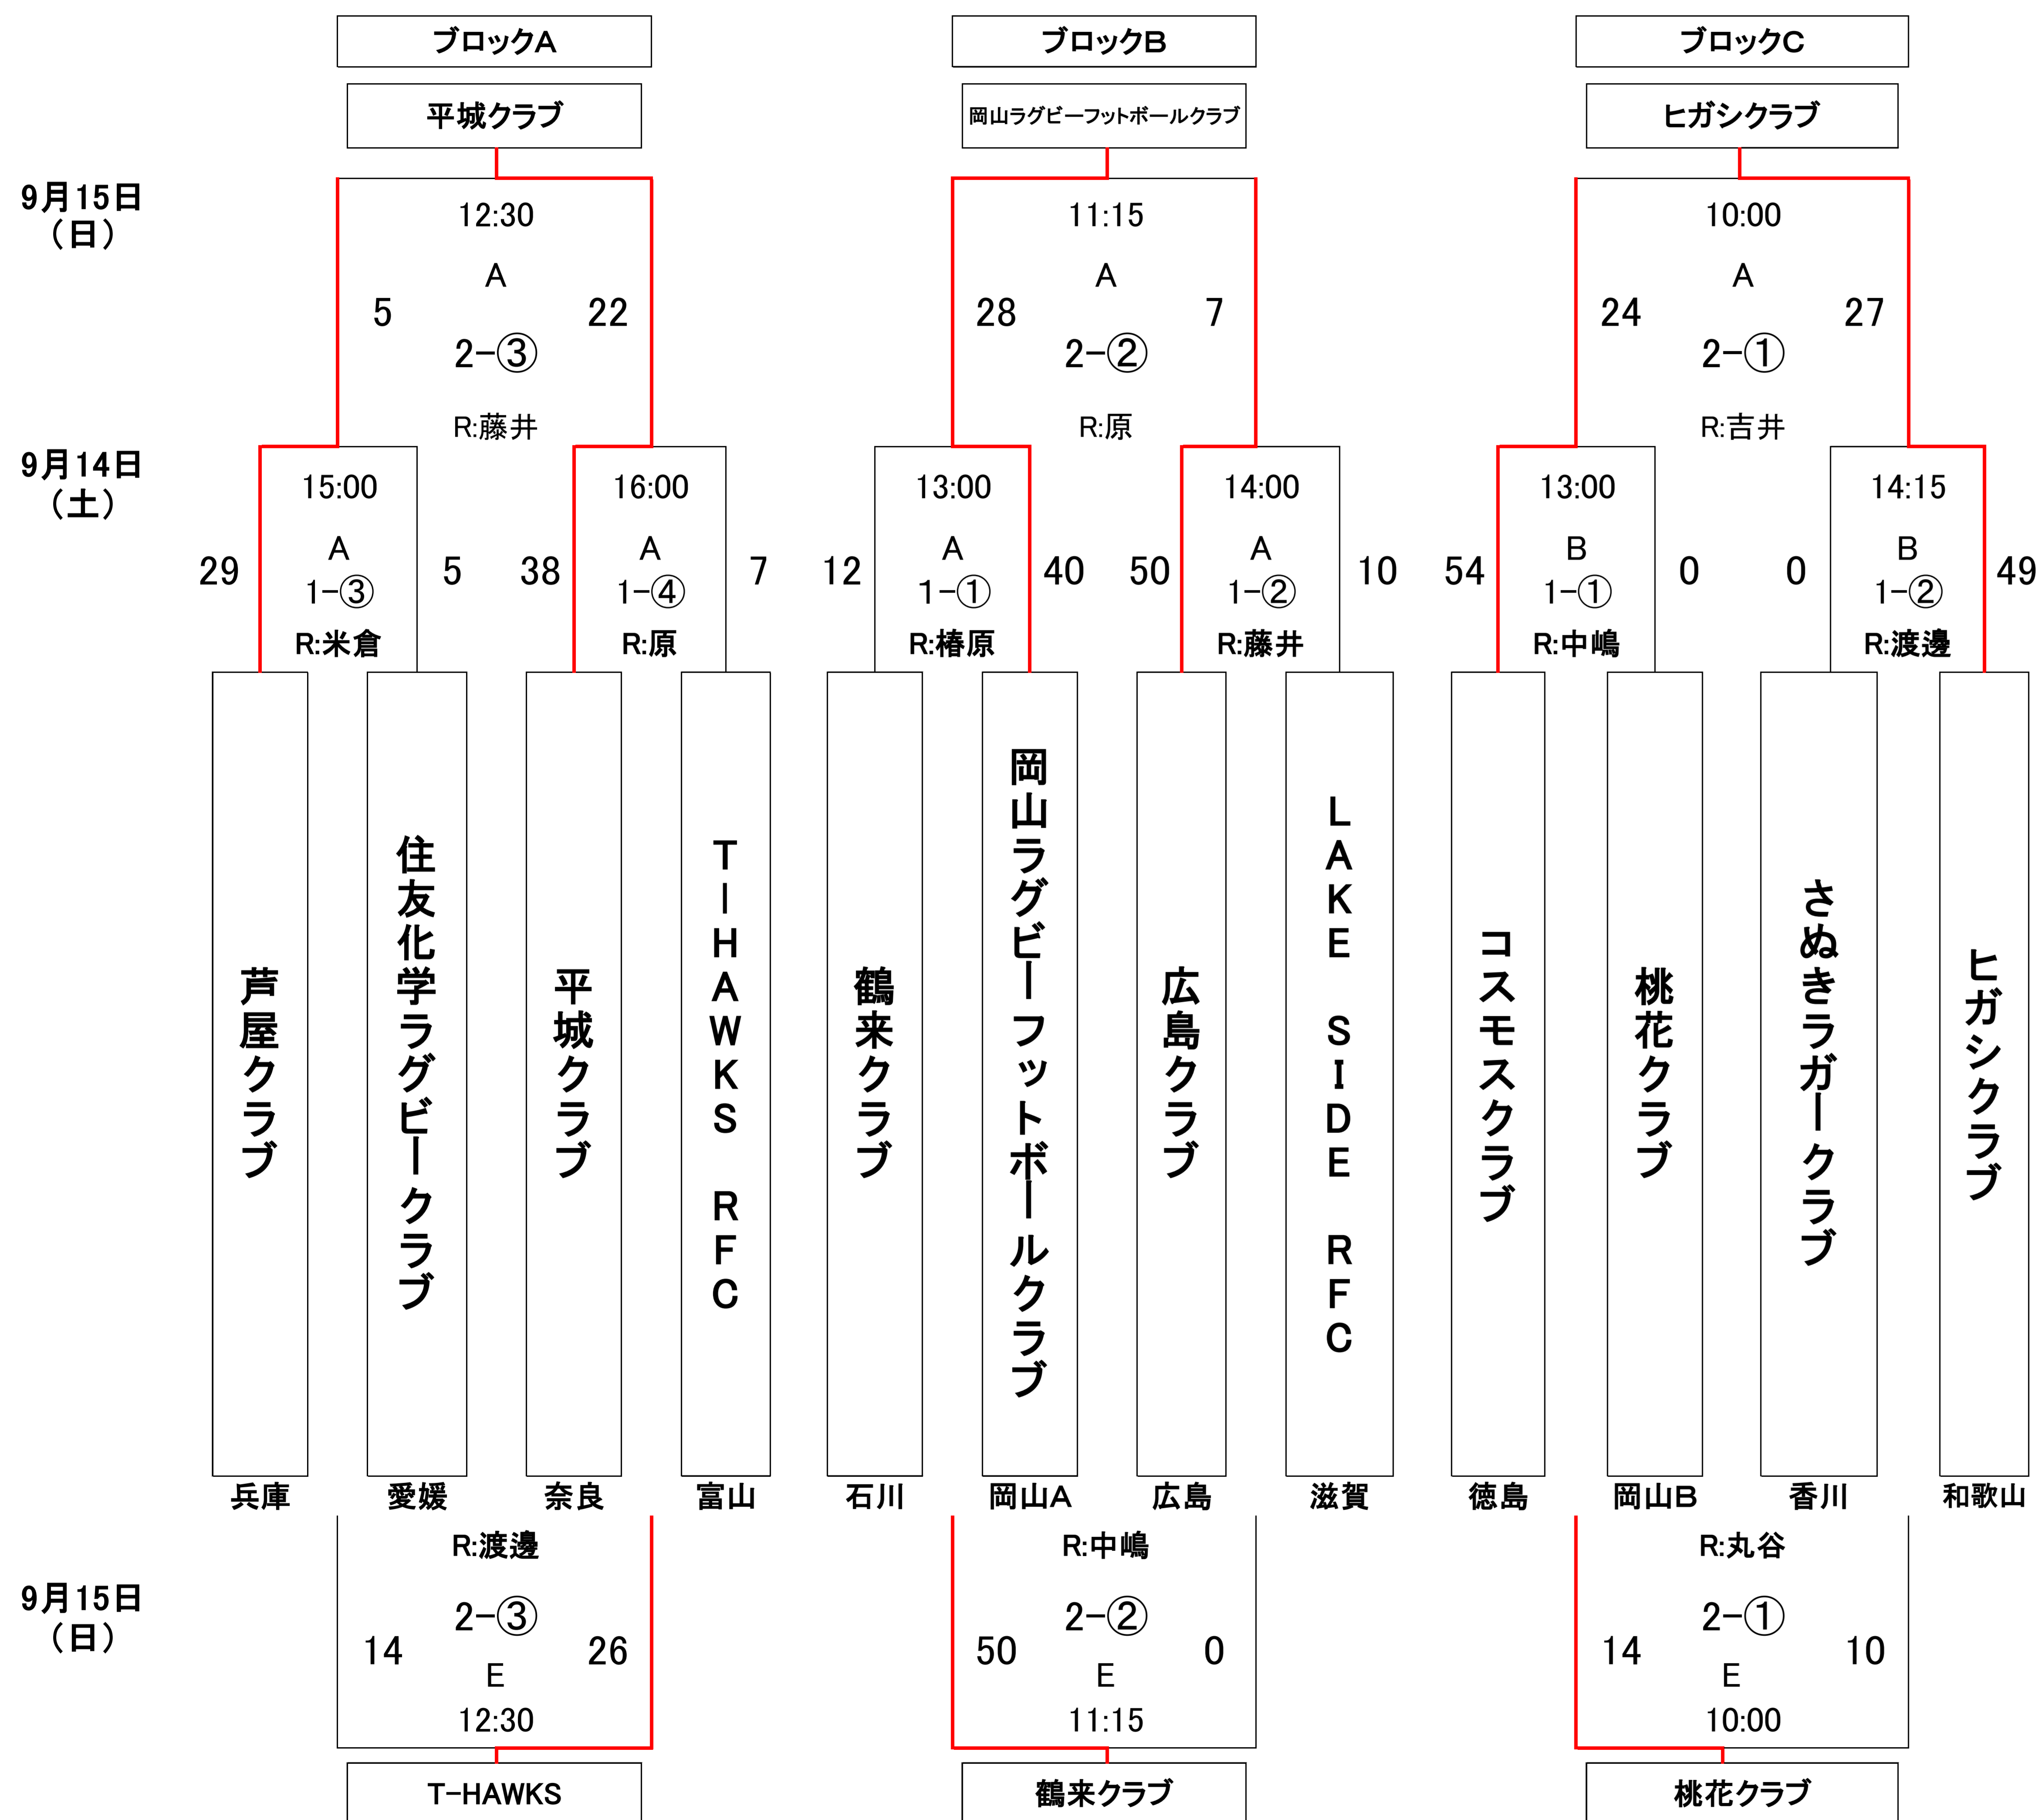 ブロックA
ブロックB
ブロックC
平城クラブ
岡山ラグビーフットボールクラブ
ヒガシクラブ
9月15日
（日）
12:30
11:15
10:00
A
A
A
5
22
28
7
24
27
2-③
2-②
2-①
R:藤井
R:原
R:吉井
9月14日
（土）
15:00
16:00
13:00
14:00
13:00
14:15
A
A
A
A
B
B
29
5
38
7
12
40
50
10
54
0
0
49
1-③
1-④
1-①
1-②
1-①
1-②
R:米倉
R:原
R:椿原
R:藤井
R:中嶋
R:渡邊
芦屋クラブ
住友化学ラグビークラブ
平城クラブ
T-HAWKS RFC
鶴来クラブ
岡山ラグビーフットボールクラブ
広島クラブ
LAKE SIDE RFC
コスモスクラブ
桃花クラブ
さぬきラガークラブ
ヒガシクラブ
兵庫
愛媛
奈良
富山
石川
岡山A
広島
滋賀
徳島
岡山B
香川
和歌山
R:渡邊
R:中嶋
R:丸谷
9月15日
（日）
2-③
2-②
2-①
14
26
50
0
14
10
E
E
E
12:30
11:15
10:00
T-HAWKS
鶴来クラブ
桃花クラブ